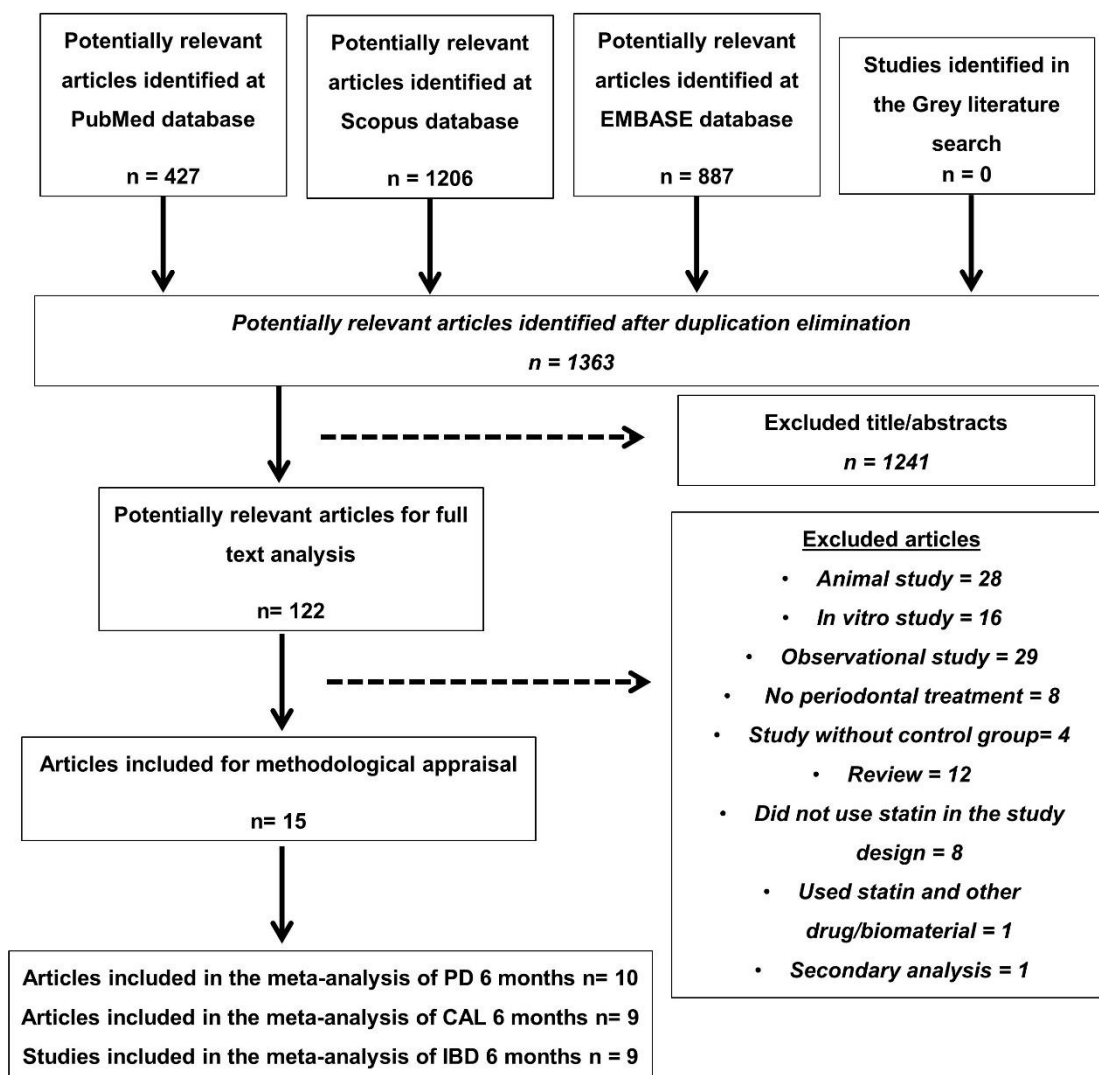 Potentially relevant
articles identified at
PubMed database
n = 427
Potentially relevant
articles identified at
Scopus database
n = 1206
Potentially relevant
articles identified at
EMBASE database
n = 887
Studies identified in
the Grey literature
search
n = 0
Potentially relevant articles identified after duplication elimination
n = 1363
Excluded title/abstracts
n = 1241
Potentially relevant articles for full
text analysis
n= 122
Excluded articles
• Animal study = 28
• In vitro study = 16
• Observational study = 29
• No periodontal treatment = 8
• Study without control group= 4
• Review = 12
• Did not use statin in the study
design = 8
• Used statin and other
drug/biomaterial = 1
• Secondary analysis = 1
Articles included for methodological appraisal
n= 15
Articles included in the meta-analysis of PD 6 months n= 10
Articles included in the meta-analysis of CAL 6 months n= 9
Studies included in the meta-analysis of IBD 6 months n = 9